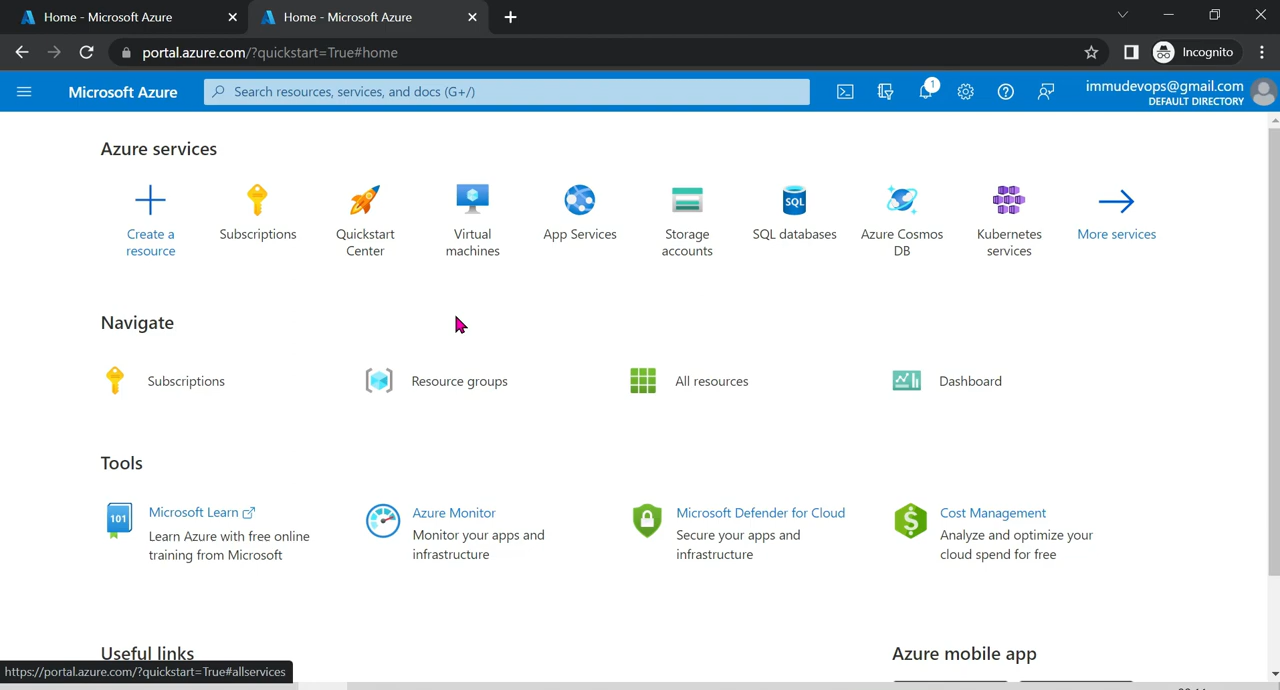 Home - Microsoft Azure
Home - Microsoft Azure
portal.azure.com/?quickstart=True#home
Incognito
Microsoft Azure
Search resources, services, and docs (G+/)
1
immudevops@gmail.com
DEFAULT DIRECTORY
Azure services
Create a
resource
Subscriptions
Quickstart
Center
Virtual
machines
App Services
Storage
accounts
SQL
SQL databases
Azure Cosmos
DB
Kubernetes
services
More services
Navigate
Subscriptions
Resource groups
All resources
Dashboard
Tools
101
Microsoft Learn
Learn Azure with free online
training from Microsoft
Azure Monitor
Monitor your apps and
infrastructure
Microsoft Defender for Cloud
Secure your apps and
infrastructure
$
Cost Management
Analyze and optimize your
cloud spend for free
Useful links
Azure mobile app
https://portal.azure.com/?quickstart=True#allservices